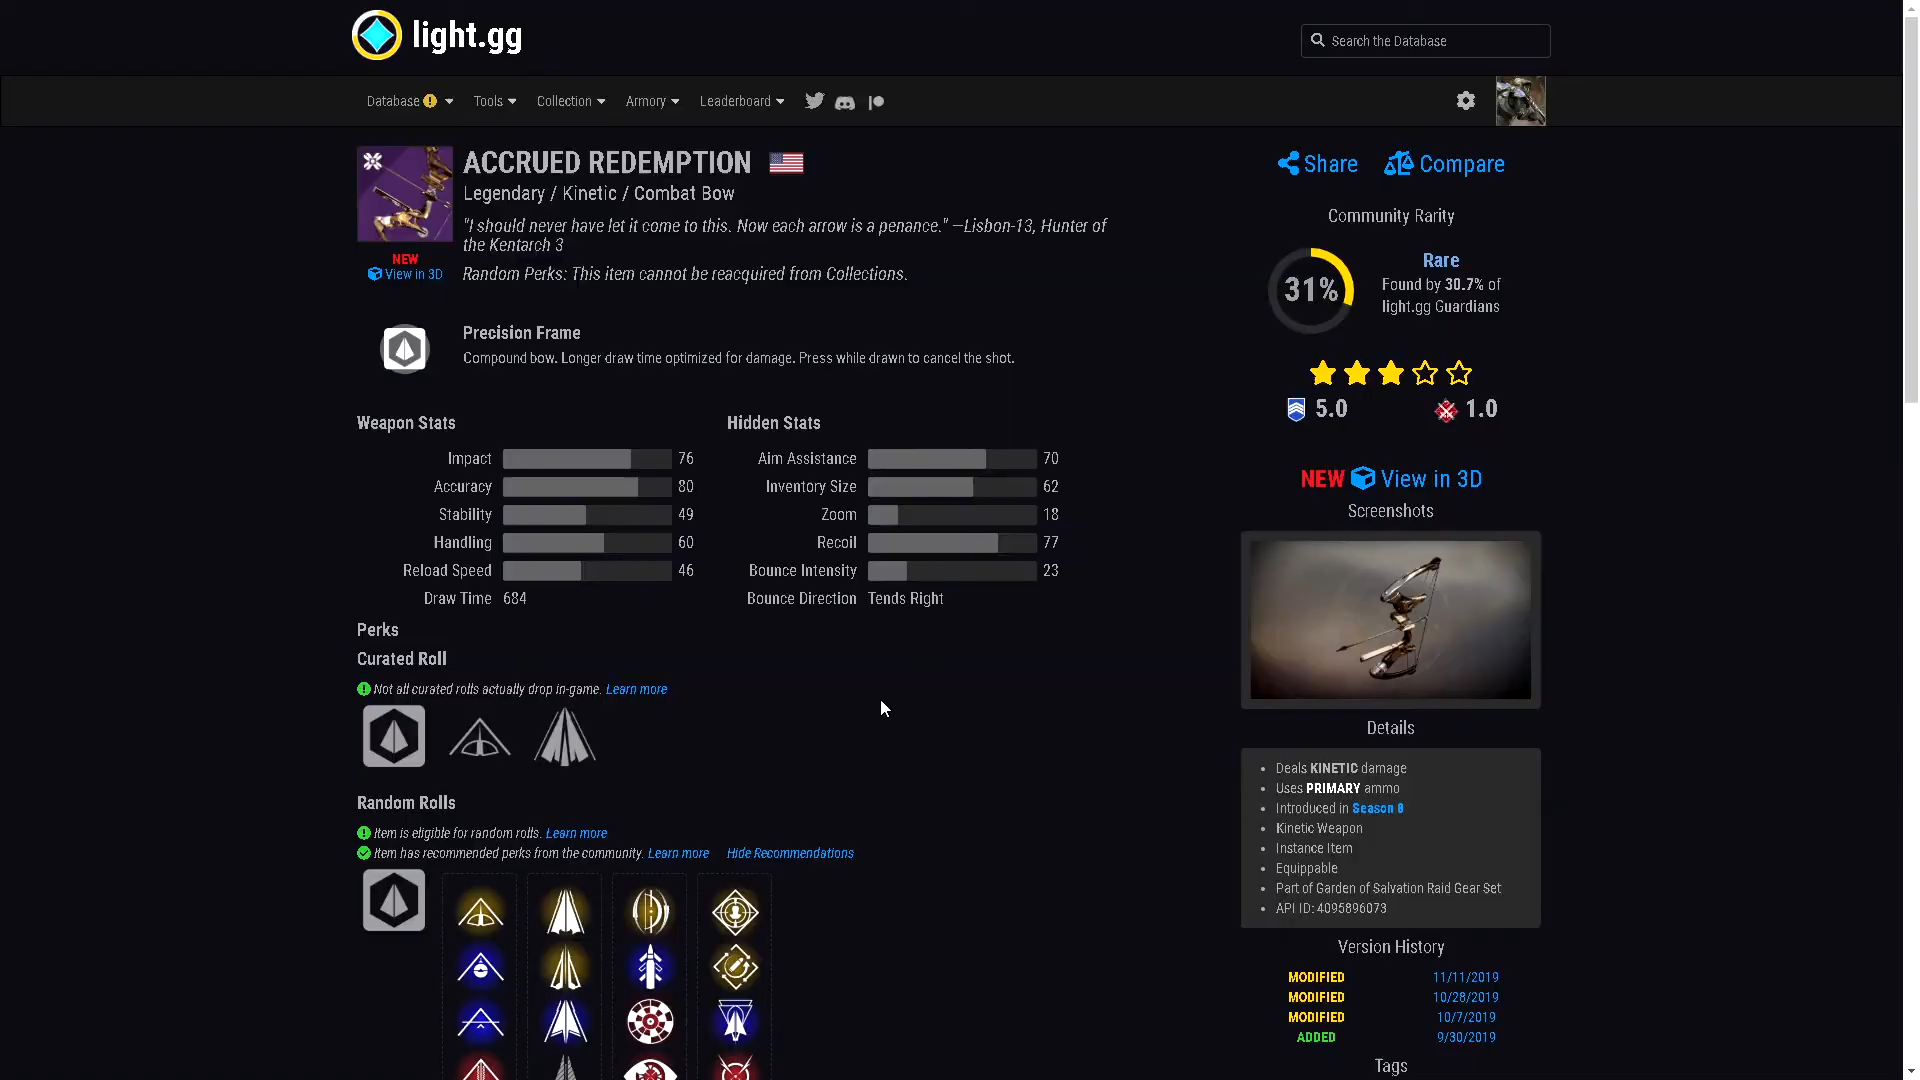 light.gg
Search the Database
Database Tools Collection Armory Leaderboard
ACCRUED REDEMPTION
Legendary / Kinetic / Combat Bow
"I should never have let it come to this. Now each arrow is a penance." —Lisbon-13, Hunter of
the Kentarch 3
NEW
View in 3D
Random Perks: This item cannot be reacquired from Collections.
Precision Frame
Compound bow. Longer draw time optimized for damage. Press while drawn to cancel the shot.
Weapon Stats
Impact 76
Accuracy 80
Stability 49
Handling 60
Reload Speed 46
Draw Time 684
Hidden Stats
Aim Assistance 70
Inventory Size 62
Zoom 18
Recoil 77
Bounce Intensity 23
Bounce Direction Tends Right
Perks
Curated Roll
Not all curated rolls actually drop in-game. Learn more
Random Rolls
Item is eligible for random rolls. Learn more
Item has recommended perks from the community. Learn more Hide Recommendations
Share Compare
Community Rarity
31%
Rare
Found by 30.7% of
light.gg Guardians
5.0 1.0
NEW View in 3D
Screenshots
Details
Deals KINETIC damage
Uses PRIMARY ammo
Introduced in Season 8
Kinetic Weapon
Instance Item
Equippable
Part of Garden of Salvation Raid Gear Set
API ID: 4095896073
Version History
MODIFIED 11/11/2019
MODIFIED 10/28/2019
MODIFIED 10/7/2019
ADDED 9/30/2019
Tags